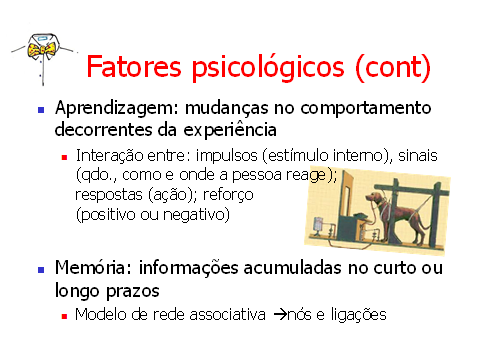 Fatores psicológicos (cont)
Aprendizagem: mudanças no comportamento
decorrentes da experiência
Interação entre: impulsos (estímulo interno), sinais
(qdo., como e onde a pessoa reage);
respostas (ação); reforço
(positivo ou negativo)
Memória: informações acumuladas no curto ou
longo prazos
Modelo de rede associativa →nós e ligações